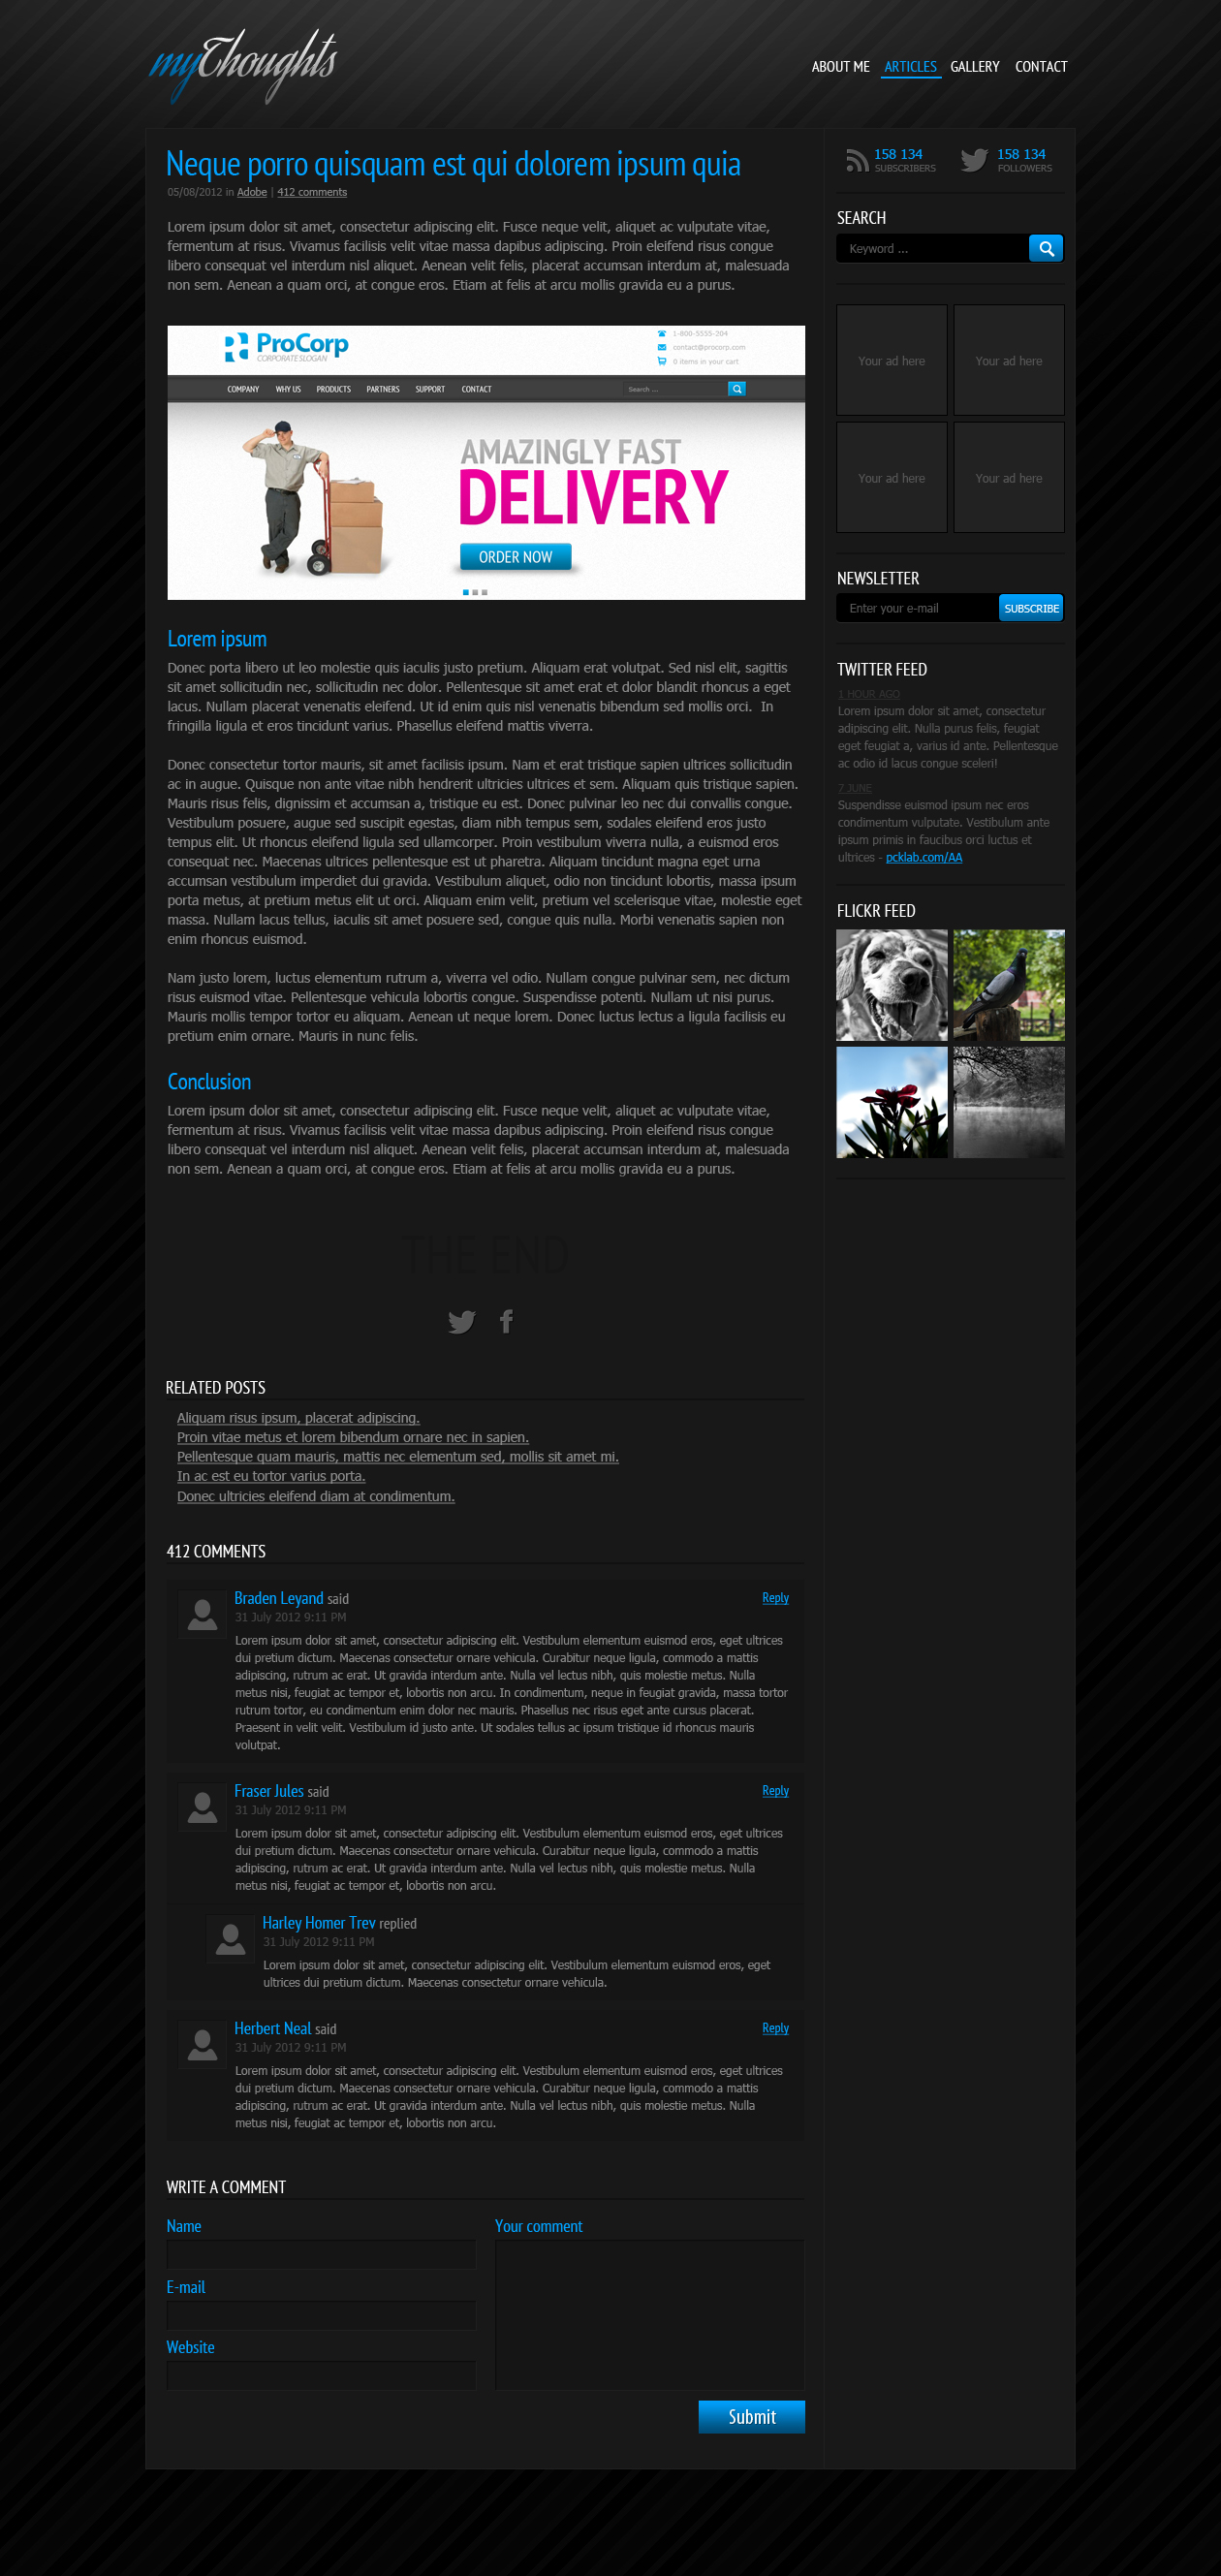 myThoughts
ABOUT ME ARTICLES GALLERY CONTACT
Neque porro quisquam est qui dolorem ipsum quia
05/08/2012 in Adobe | 412 comments
Lorem ipsum dolor sit amet, consectetur adipiscing elit. Fusce neque velit, aliquet ac vulputate vitae,
fermentum at risus. Vivamus facilisis velit vitae massa dapibus adipiscing. Proin eleifend risus congue
libero consequat vel interdum nisl aliquet. Aenean velit felis, placerat accumsan interdum at, malesuada
non sem. Aenean a quam orci, at congue eros. Etiam at felis at arcu mollis gravida eu a purus.
ProCorp
CORPORATE SLOGAN
1-800-5555-204
contact@procorp.com
0 items in your cart
COMPANY WHY US PRODUCTS PARTNERS SUPPORT CONTACT
Search ...
AMAZINGLY FAST
DELIVERY
ORDER NOW
Lorem ipsum
Donec porta libero ut leo molestie quis iaculis justo pretium. Aliquam erat volutpat. Sed nisl elit, sagittis
sit amet sollicitudin nec, sollicitudin nec dolor. Pellentesque sit amet erat et dolor blandit rhoncus a eget
lacus. Nullam placerat venenatis eleifend. Ut id enim quis nisl venenatis bibendum sed mollis orci.  In
fringilla ligula et eros tincidunt varius. Phasellus eleifend mattis viverra.
Donec consectetur tortor mauris, sit amet facilisis ipsum. Nam et erat tristique sapien ultrices sollicitudin
ac in augue. Quisque non ante vitae nibh hendrerit ultricies ultrices et sem. Aliquam quis tristique sapien.
Mauris risus felis, dignissim et accumsan a, tristique eu est. Donec pulvinar leo nec dui convallis congue.
Vestibulum posuere, augue sed suscipit egestas, diam nibh tempus sem, sodales eleifend eros justo
tempus elit. Ut rhoncus eleifend ligula sed ullamcorper. Proin vestibulum viverra nulla, a euismod eros
consequat nec. Maecenas ultrices pellentesque est ut pharetra. Aliquam tincidunt magna eget urna
accumsan vestibulum imperdiet dui gravida. Vestibulum aliquet, odio non tincidunt lobortis, massa ipsum
porta metus, at pretium metus elit ut orci. Aliquam enim velit, pretium vel scelerisque vitae, molestie eget
massa. Nullam lacus tellus, iaculis sit amet posuere sed, congue quis nulla. Morbi venenatis sapien non
enim rhoncus euismod.
Nam justo lorem, luctus elementum rutrum a, viverra vel odio. Nullam congue pulvinar sem, nec dictum
risus euismod vitae. Pellentesque vehicula lobortis congue. Suspendisse potenti. Nullam ut nisi purus.
Mauris mollis tempor tortor eu aliquam. Aenean ut neque lorem. Donec luctus lectus a ligula facilisis eu
pretium enim ornare. Mauris in nunc felis.
Conclusion
Lorem ipsum dolor sit amet, consectetur adipiscing elit. Fusce neque velit, aliquet ac vulputate vitae,
fermentum at risus. Vivamus facilisis velit vitae massa dapibus adipiscing. Proin eleifend risus congue
libero consequat vel interdum nisl aliquet. Aenean velit felis, placerat accumsan interdum at, malesuada
non sem. Aenean a quam orci, at congue eros. Etiam at felis at arcu mollis gravida eu a purus.
THE END
RELATED POSTS
Aliquam risus ipsum, placerat adipiscing.
Proin vitae metus et lorem bibendum ornare nec in sapien.
Pellentesque quam mauris, mattis nec elementum sed, mollis sit amet mi.
In ac est eu tortor varius porta.
Donec ultricies eleifend diam at condimentum.
412 COMMENTS
Braden Leyand said Reply
31 July 2012 9:11 PM
Lorem ipsum dolor sit amet, consectetur adipiscing elit. Vestibulum elementum euismod eros, eget ultrices
dui pretium dictum. Maecenas consectetur ornare vehicula. Curabitur neque ligula, commodo a mattis
adipiscing, rutrum ac erat. Ut gravida interdum ante. Nulla vel lectus nibh, quis molestie metus. Nulla
metus nisi, feugiat ac tempor et, lobortis non arcu. In condimentum, neque in feugiat gravida, massa tortor
rutrum tortor, eu condimentum enim dolor nec mauris. Phasellus nec risus eget ante cursus placerat.
Praesent in velit velit. Vestibulum id justo ante. Ut sodales tellus ac ipsum tristique id rhoncus mauris
volutpat.
Fraser Jules said Reply
31 July 2012 9:11 PM
Lorem ipsum dolor sit amet, consectetur adipiscing elit. Vestibulum elementum euismod eros, eget ultrices
dui pretium dictum. Maecenas consectetur ornare vehicula. Curabitur neque ligula, commodo a mattis
adipiscing, rutrum ac erat. Ut gravida interdum ante. Nulla vel lectus nibh, quis molestie metus. Nulla
metus nisi, feugiat ac tempor et, lobortis non arcu.
Harley Homer Trev replied
31 July 2012 9:11 PM
Lorem ipsum dolor sit amet, consectetur adipiscing elit. Vestibulum elementum euismod eros, eget
ultrices dui pretium dictum. Maecenas consectetur ornare vehicula.
Herbert Neal said Reply
31 July 2012 9:11 PM
Lorem ipsum dolor sit amet, consectetur adipiscing elit. Vestibulum elementum euismod eros, eget ultrices
dui pretium dictum. Maecenas consectetur ornare vehicula. Curabitur neque ligula, commodo a mattis
adipiscing, rutrum ac erat. Ut gravida interdum ante. Nulla vel lectus nibh, quis molestie metus. Nulla
metus nisi, feugiat ac tempor et, lobortis non arcu.
WRITE A COMMENT
Name
E-mail
Website
Your comment
Submit
158 134
SUBSCRIBERS
158 134
FOLLOWERS
SEARCH
Keyword ...
Your ad here Your ad here
Your ad here Your ad here
NEWSLETTER
Enter your e-mail SUBSCRIBE
TWITTER FEED
1 HOUR AGO
Lorem ipsum dolor sit amet, consectetur
adipiscing elit. Nulla purus felis, feugiat
eget feugiat a, varius id ante. Pellentesque
ac odio id lacus congue sceleri!
7 JUNE
Suspendisse euismod ipsum nec eros
condimentum vulputate. Vestibulum ante
ipsum primis in faucibus orci luctus et
ultrices - pcklab.com/AA
FLICKR FEED